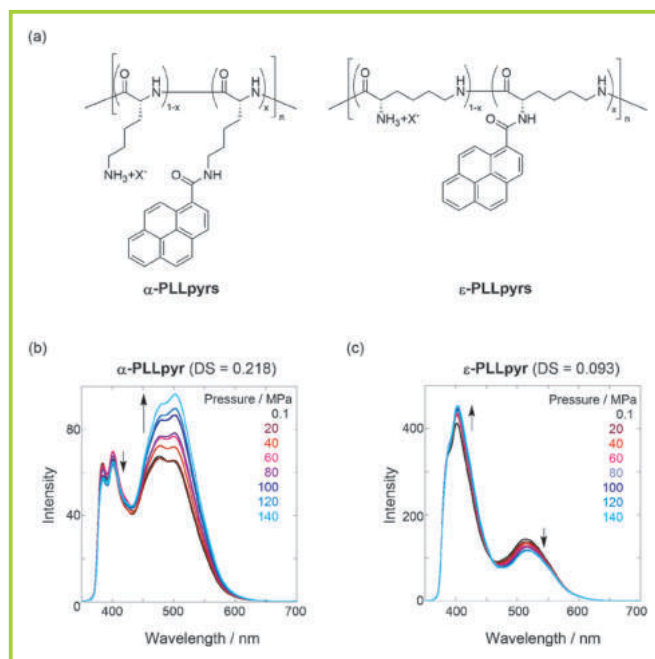 (a)
O
H
N
1-x
O
H
N
x
n
NH₃+X⁻
O
NH
α-PLLpyrs
O
H
N
1-x
O
H
N
x
n
NH₃+X⁻
NH
O
ε-PLLpyrs
(b)
α-PLLpyr (DS = 0.218)
Pressure / MPa
0.1
20
40
60
80
100
120
140
80
40
0
Intensity
400 500 600 700
Wavelength / nm
(c)
ε-PLLpyr (DS = 0.093)
Pressure / MPa
0.1
20
40
60
80
100
120
140
400
200
0
Intensity
400 500 600 700
Wavelength / nm